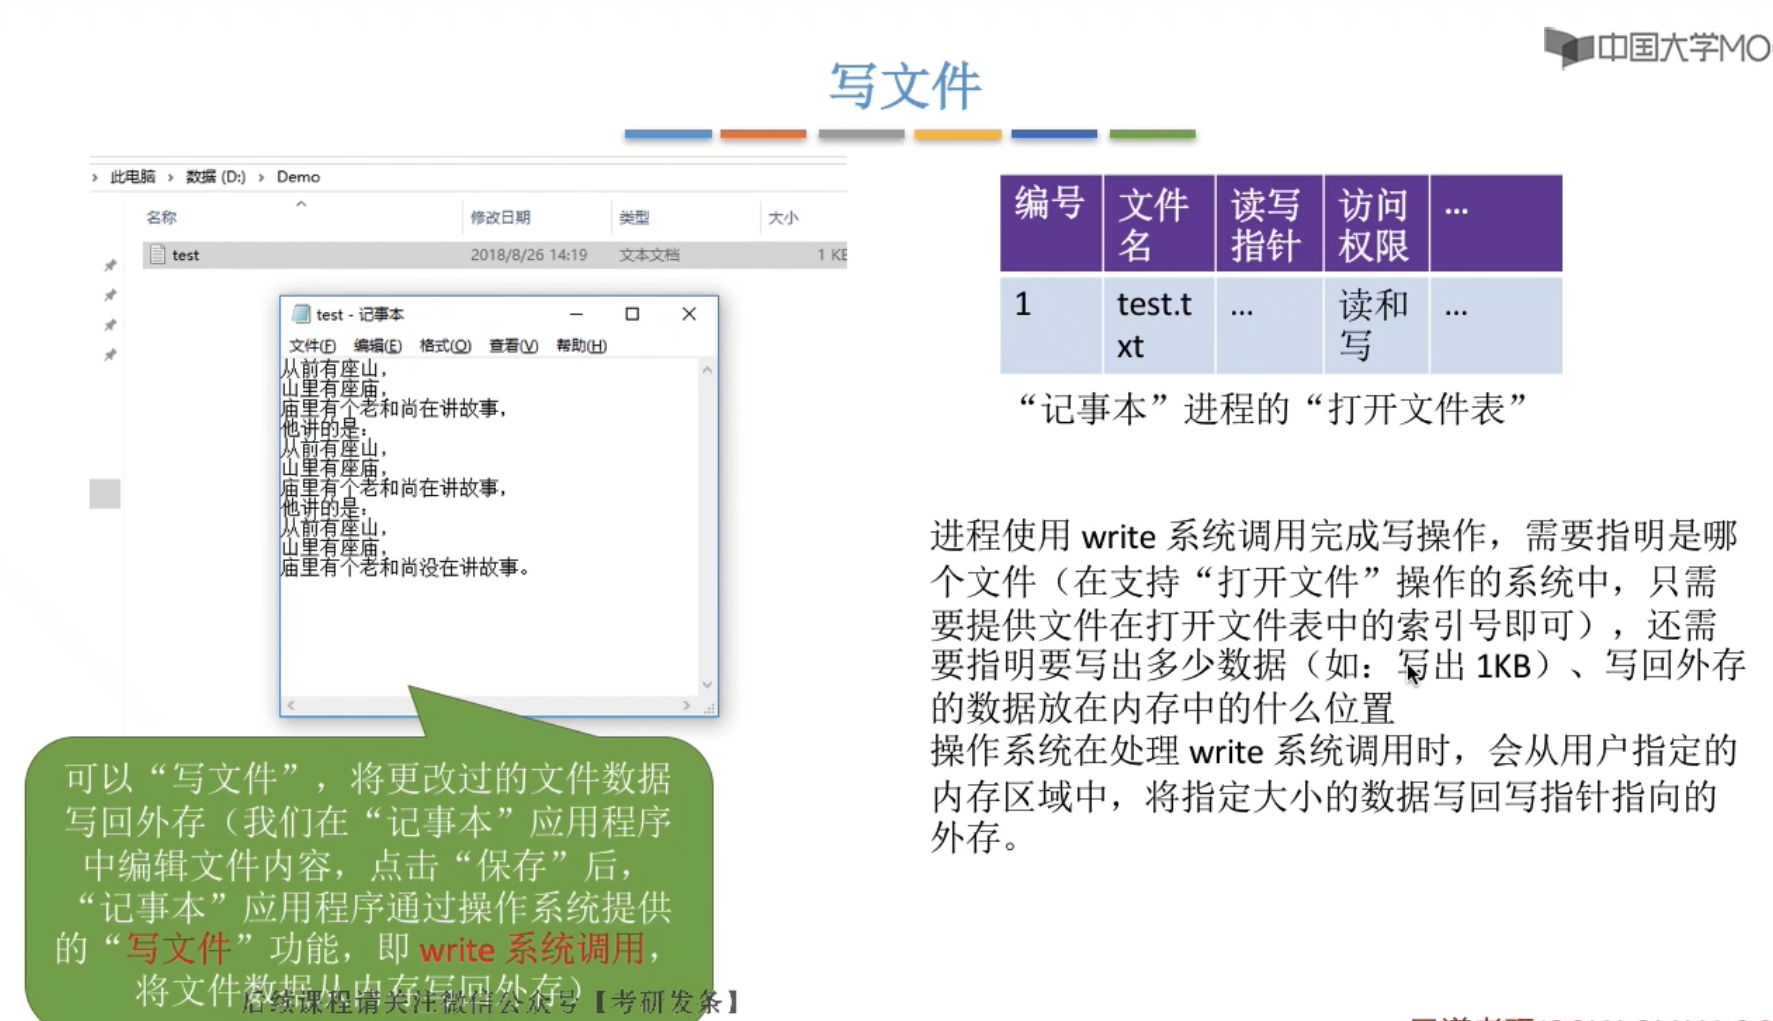 中国大学MO
写文件
此电脑 › 数据 (D:) › Demo
名称 修改日期 类型 大小
test 2018/8/26 14:19 文本文档 1 KB
test - 记事本
文件(F) 编辑(E) 格式(O) 查看(V) 帮助(H)
从前有座山，
山里有座庙，
庙里有个老和尚在讲故事，
他讲的是：
从前有座山，
山里有座庙，
庙里有个老和尚在讲故事，
他讲的是：
从前有座山，
山里有座庙，
庙里有个老和尚没在讲故事。
可以“写文件”，将更改过的文件数据
写回外存（我们在“记事本”应用程序
中编辑文件内容，点击“保存”后，
“记事本”应用程序通过操作系统提供
的“写文件”功能，即 write 系统调用，
将文件数据从内存写回外存）
后续课程请关注微信公众号【考研发条】
编号 文件名 读写指针 访问权限 ...
1 test.txt ... 读和写 ...
“记事本”进程的“打开文件表”
进程使用 write 系统调用完成写操作，需要指明是哪
个文件（在支持“打开文件”操作的系统中，只需
要提供文件在打开文件表中的索引号即可），还需
要指明要写出多少数据（如：写出 1KB）、写回外存
的数据放在内存中的什么位置
操作系统在处理 write 系统调用时，会从用户指定的
内存区域中，将指定大小的数据写回写指针指向的
外存。